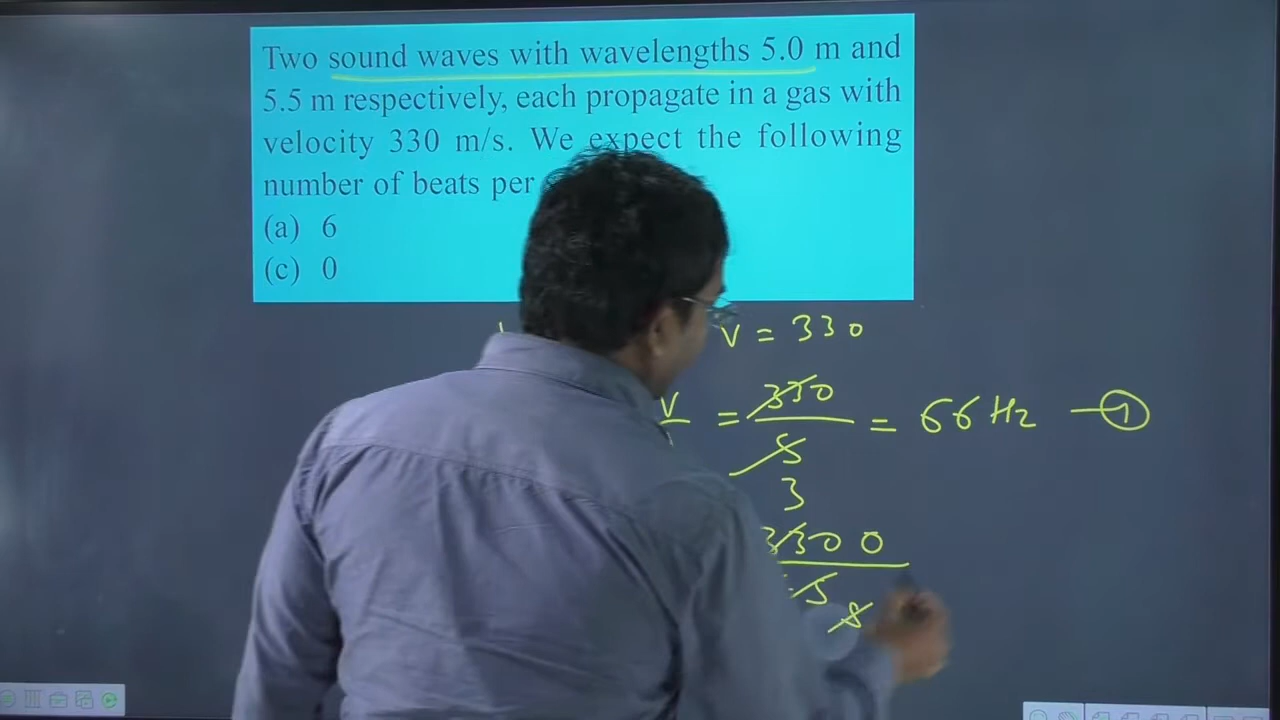 Two sound waves with wavelengths 5.0 m and
5.5 m respectively, each propagate in a gas with
velocity 330 m/s. We expect the following
number of beats per
(a) 6
(c) 0
V = 330
V = 330 = 66 Hz — 1
5
3
3300
5
5